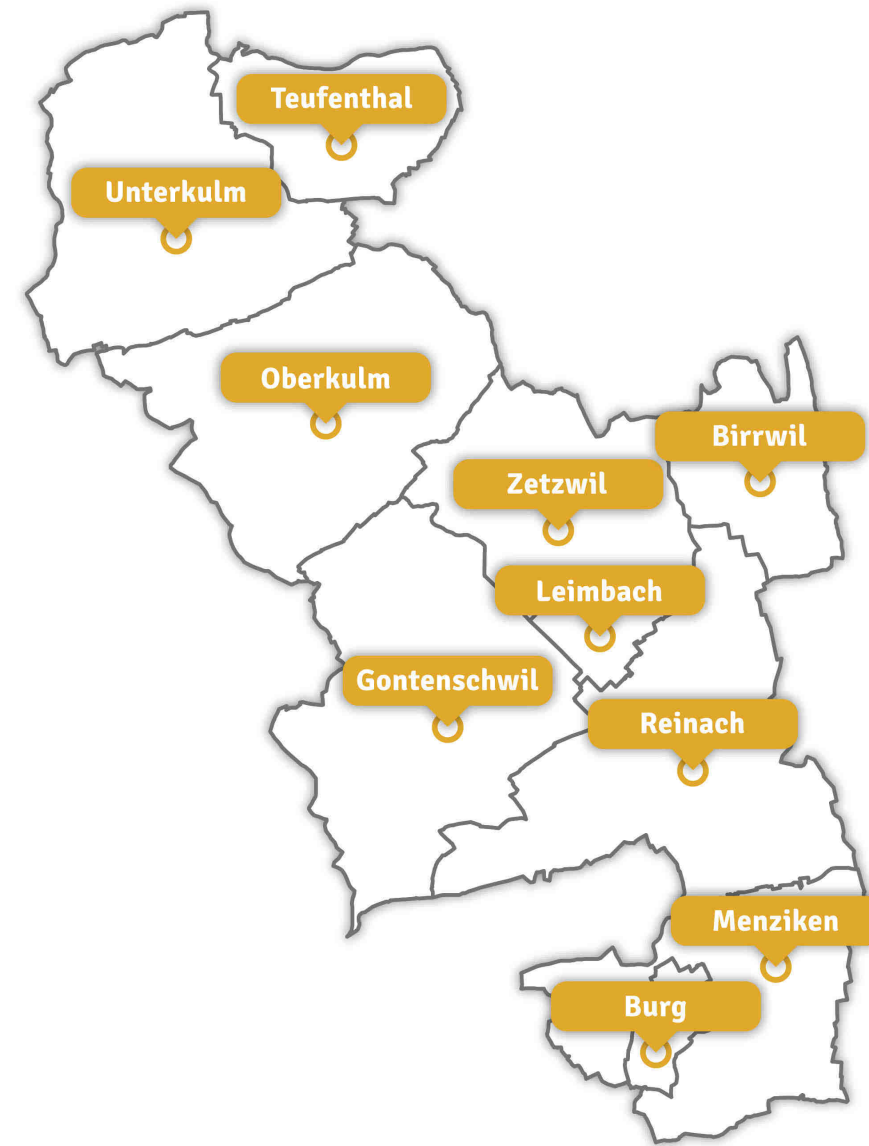 Teufenthal
Unterkulm
Oberkulm
Birrwil
Zetzwil
Leimbach
Gontenschwil
Reinach
Menziken
Burg